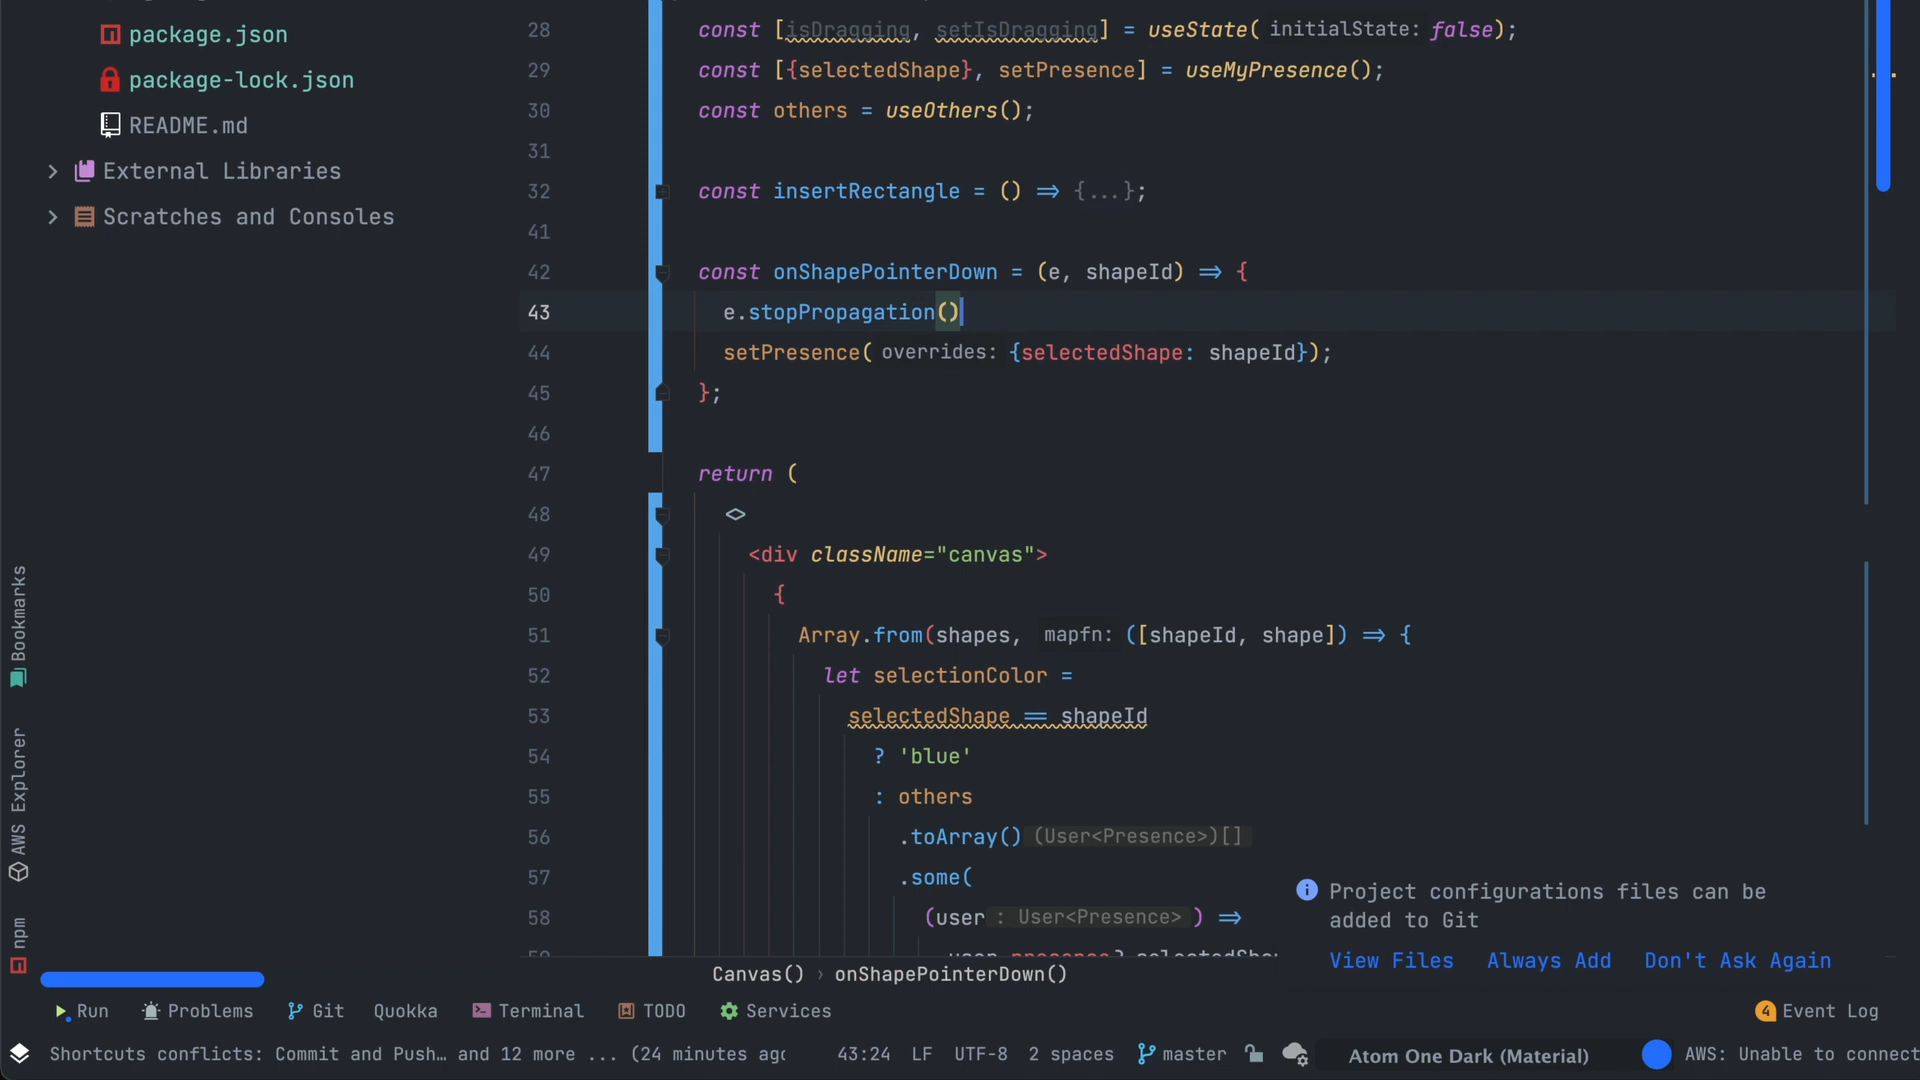 package.json
package-lock.json
README.md
External Libraries
Scratches and Consoles
Bookmarks
AWS Explorer
npm
28 const [isDragging, setIsDragging] = useState( initialState: false);
29 const [{selectedShape}, setPresence] = useMyPresence();
30 const others = useOthers();
31
32 const insertRectangle = () => {...};
41
42 const onShapePointerDown = (e, shapeId) => {
43 e.stopPropagation()
44 setPresence( overrides: {selectedShape: shapeId});
45 };
46
47 return (
48 <>
49 <div className="canvas">
50 {
51 Array.from(shapes, mapfn: ([shapeId, shape]) => {
52 let selectionColor =
53 selectedShape == shapeId
54 ? 'blue'
55 : others
56 .toArray() (User<Presence>)[]
57 .some(
58 (user : User<Presence> ) =>
Project configurations files can be
added to Git
View Files Always Add Don't Ask Again
Canvas() › onShapePointerDown()
Run Problems Git Quokka Terminal TODO Services 4 Event Log
Shortcuts conflicts: Commit and Push… and 12 more ... (24 minutes ago 43:24 LF UTF-8 2 spaces master Atom One Dark (Material) AWS: Unable to connect